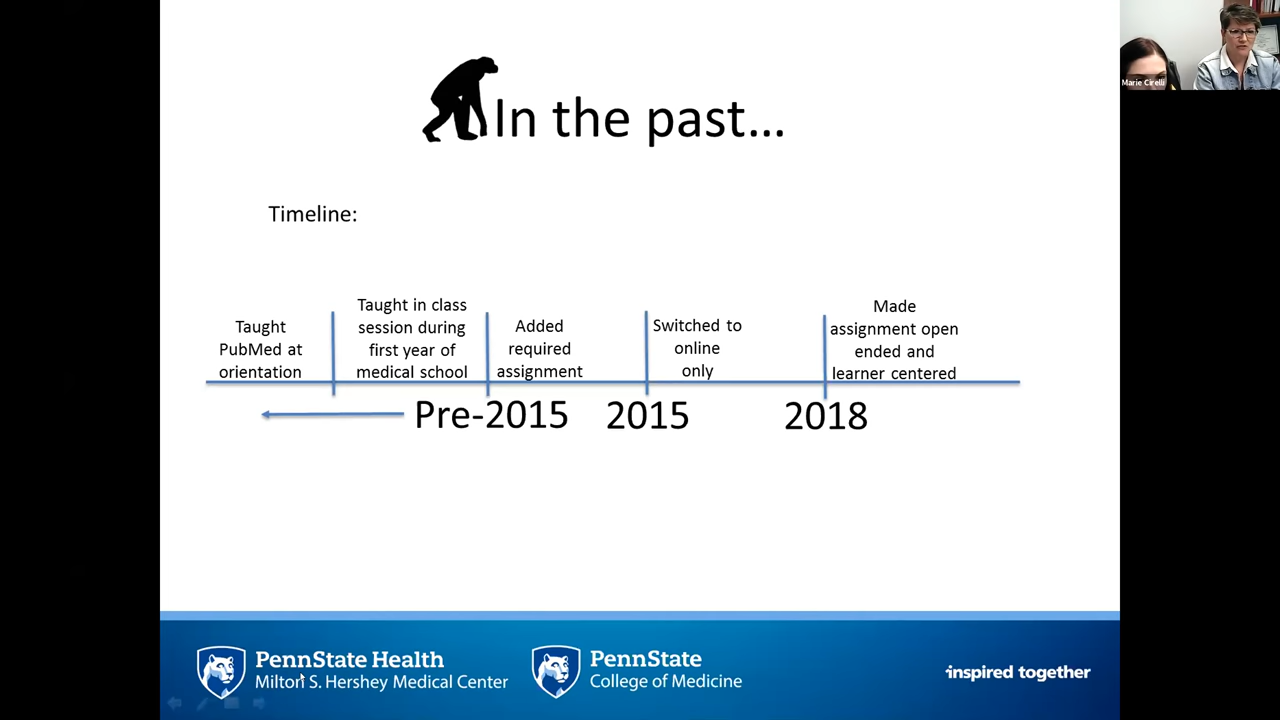 Marie Cirelli
In the past...
Timeline:
Taught
PubMed at
orientation
Taught in class
session during
first year of
medical school
Added
required
assignment
Switched to
online
only
Made
assignment open
ended and
learner centered
Pre-2015
2015
2018
PennState Health
Milton S. Hershey Medical Center
PennState
College of Medicine
inspired together